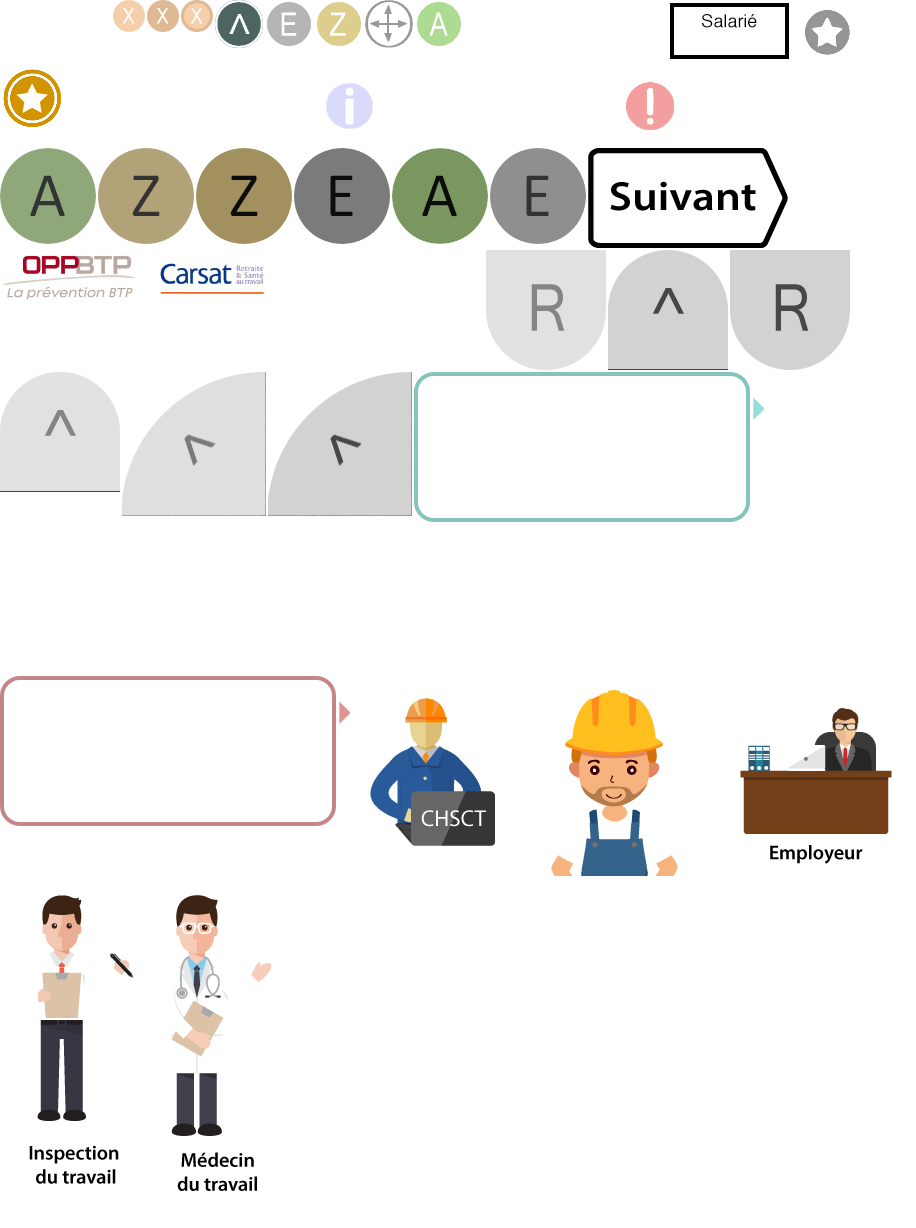 X X X ^ E Z A
Salarié
i
!
A Z Z E A E Suivant
OPPBTP
La prévention BTP
Carsat
Retraite
& Santé
au travail
R ^ R
^ < <
CHSCT
Employeur
Inspection
du travail
Médecin
du travail